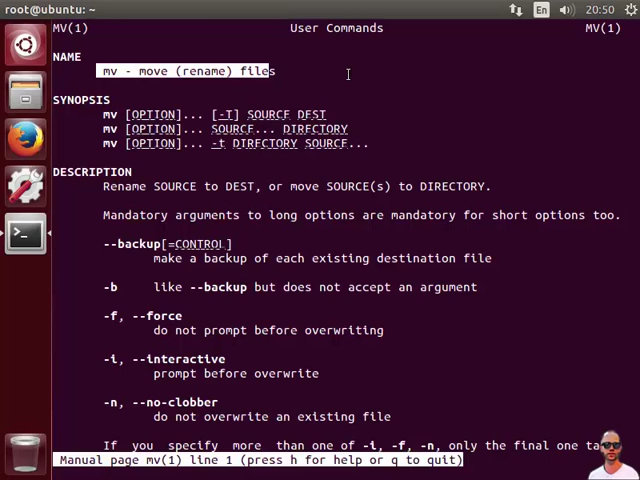 root@ubuntu: ~
En
20:50
MV(1) User Commands MV(1)
NAME
mv - move (rename) files
SYNOPSIS
mv [OPTION]... [-T] SOURCE DEST
mv [OPTION]... SOURCE... DIRECTORY
mv [OPTION]... -t DIRECTORY SOURCE...
DESCRIPTION
Rename SOURCE to DEST, or move SOURCE(s) to DIRECTORY.
Mandatory arguments to long options are mandatory for short options too.
--backup[=CONTROL]
make a backup of each existing destination file
-b like --backup but does not accept an argument
-f, --force
do not prompt before overwriting
-i, --interactive
prompt before overwrite
-n, --no-clobber
do not overwrite an existing file
If you specify more than one of -i, -f, -n, only the final one ta
Manual page mv(1) line 1 (press h for help or q to quit)